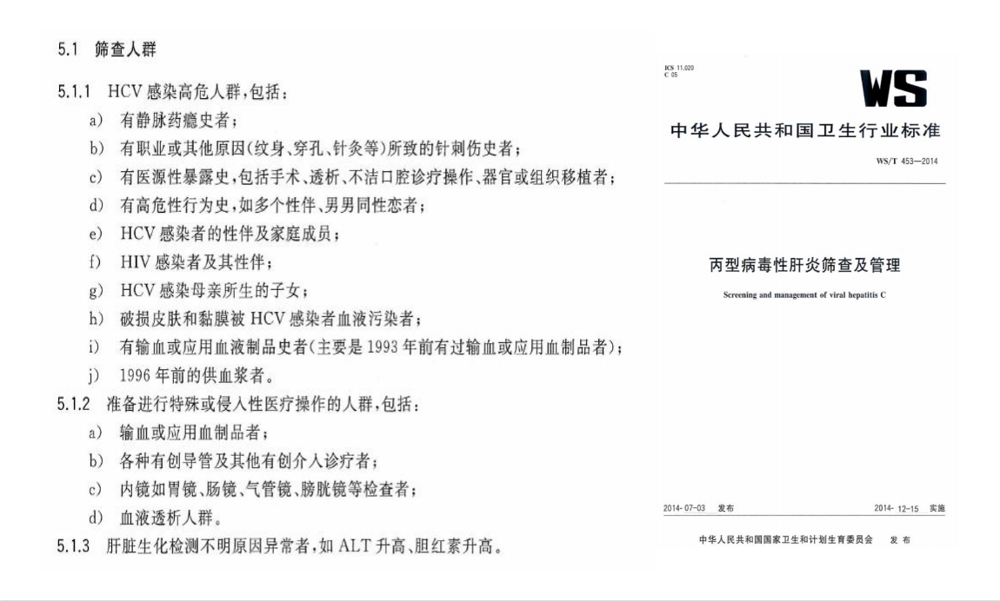 5.1 筛查人群
5.1.1 HCV 感染高危人群,包括:
a) 有静脉药瘾史者;
b) 有职业或其他原因(纹身、穿孔、针灸等)所致的针刺伤史者;
c) 有医源性暴露史,包括手术、透析、不洁口腔诊疗操作、器官或组织移植者;
d) 有高危性行为史,如多个性伴、男男同性恋者;
e) HCV 感染者的性伴及家庭成员;
f) HIV 感染者及其性伴;
g) HCV 感染母亲所生的子女;
h) 破损皮肤和黏膜被 HCV 感染者血液污染者;
i) 有输血或应用血液制品史者(主要是 1993 年前有过输血或应用血制品者);
j) 1996 年前的供血浆者。
5.1.2 准备进行特殊或侵入性医疗操作的人群,包括:
a) 输血或应用血制品者;
b) 各种有创导管及其他有创介入诊疗者;
c) 内镜如胃镜、肠镜、气管镜、膀胱镜等检查者;
d) 血液透析人群。
5.1.3 肝脏生化检测不明原因异常者,如 ALT 升高、胆红素升高。
ICS 11.020
C 05
WS
中华人民共和国卫生行业标准
WS/T 453—2014
丙型病毒性肝炎筛查及管理
Screening and management of viral hepatitis C
2014-07-03 发布
2014-12-15 实施
中华人民共和国国家卫生和计划生育委员会 发布